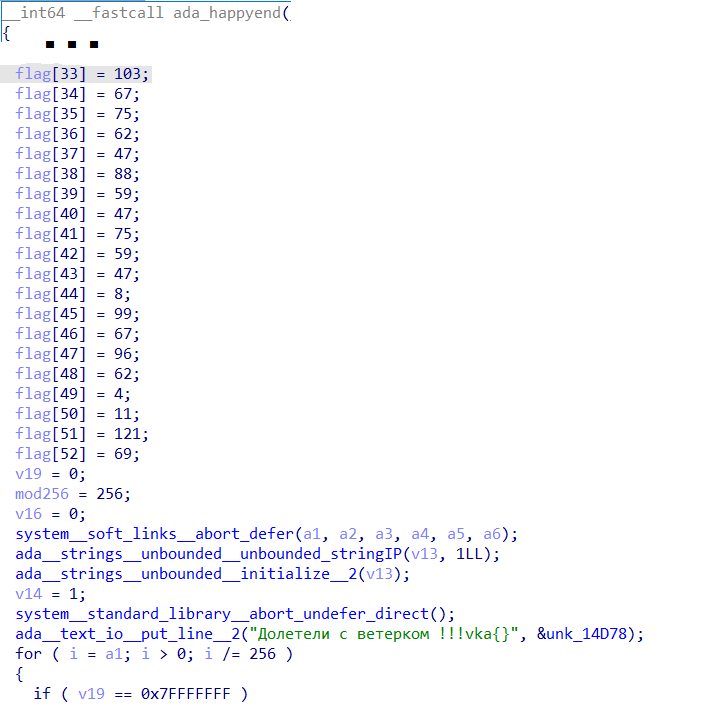 __int64 __fastcall ada_happyend(
{
flag[33] = 103;
flag[34] = 67;
flag[35] = 75;
flag[36] = 62;
flag[37] = 47;
flag[38] = 88;
flag[39] = 59;
flag[40] = 47;
flag[41] = 75;
flag[42] = 59;
flag[43] = 47;
flag[44] = 8;
flag[45] = 99;
flag[46] = 67;
flag[47] = 96;
flag[48] = 62;
flag[49] = 4;
flag[50] = 11;
flag[51] = 121;
flag[52] = 69;
v19 = 0;
mod256 = 256;
v16 = 0;
system__soft_links__abort_defer(a1, a2, a3, a4, a5, a6);
ada__strings__unbounded__unbounded_stringIP(v13, 1LL);
ada__strings__unbounded__initialize__2(v13);
v14 = 1;
system__standard_library__abort_undefer_direct();
ada__text_io__put_line__2("Долетели с ветерком !!!vka{}", &unk_14D78);
for ( i = a1; i > 0; i /= 256 )
{
if ( v19 == 0x7FFFFFFF )